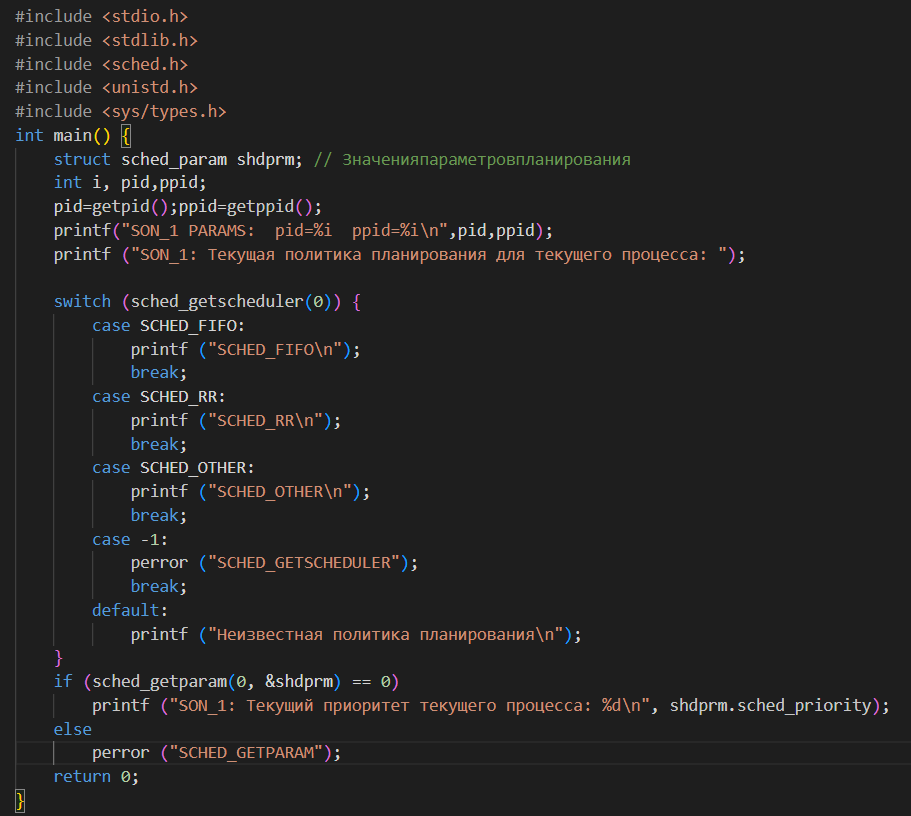 #include <stdio.h>
#include <stdlib.h>
#include <sched.h>
#include <unistd.h>
#include <sys/types.h>
int main() {
    struct sched_param shdprm; // Значенияпараметровпланирования
    int i, pid,ppid;
    pid=getpid();ppid=getppid();
    printf("SON_1 PARAMS:  pid=%i  ppid=%i\n",pid,ppid);
    printf ("SON_1: Текущая политика планирования для текущего процесса: ");

    switch (sched_getscheduler(0)) {
        case SCHED_FIFO:
            printf ("SCHED_FIFO\n");
            break;
        case SCHED_RR:
            printf ("SCHED_RR\n");
            break;
        case SCHED_OTHER:
            printf ("SCHED_OTHER\n");
            break;
        case -1:
            perror ("SCHED_GETSCHEDULER");
            break;
        default:
            printf ("Неизвестная политика планирования\n");
    }
    if (sched_getparam(0, &shdprm) == 0)
        printf ("SON_1: Текущий приоритет текущего процесса: %d\n", shdprm.sched_priority);
    else
        perror ("SCHED_GETPARAM");
    return 0;
}